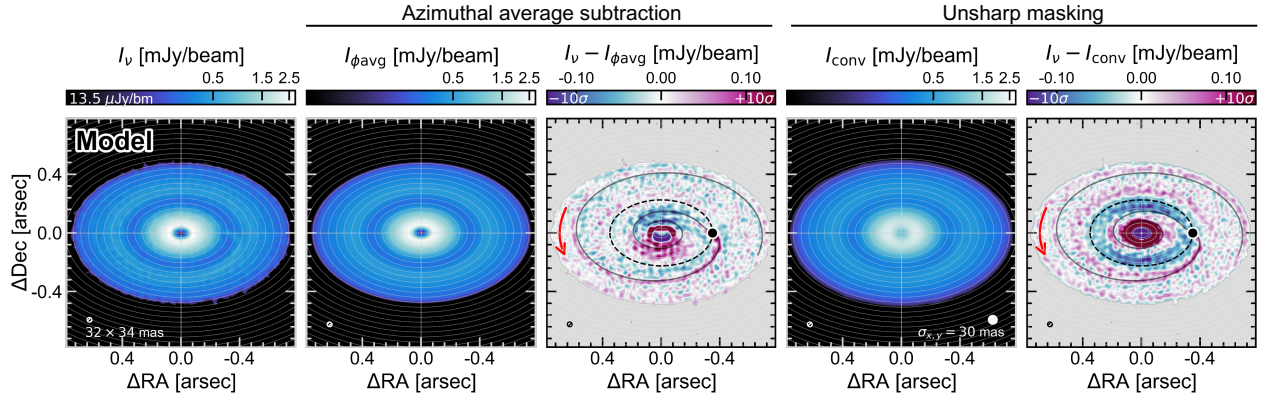 Azimuthal average subtraction
Unsharp masking
Iν [mJy/beam]
Iϕavg [mJy/beam]
Iν − Iϕavg [mJy/beam]
Iconv [mJy/beam]
Iν − Iconv [mJy/beam]
0.5 1.5 2.5
0.5 1.5 2.5
-0.10 0.00 0.10
0.5 1.5 2.5
-0.10 0.00 0.10
13.5 μJy/bm
−10σ +10σ
−10σ +10σ
Model
0.4
0.0
-0.4
ΔDec [arsec]
32 × 34 mas
σx,y = 30 mas
0.4 0.0 -0.4
0.4 0.0 -0.4
0.4 0.0 -0.4
0.4 0.0 -0.4
0.4 0.0 -0.4
ΔRA [arsec]
ΔRA [arsec]
ΔRA [arsec]
ΔRA [arsec]
ΔRA [arsec]